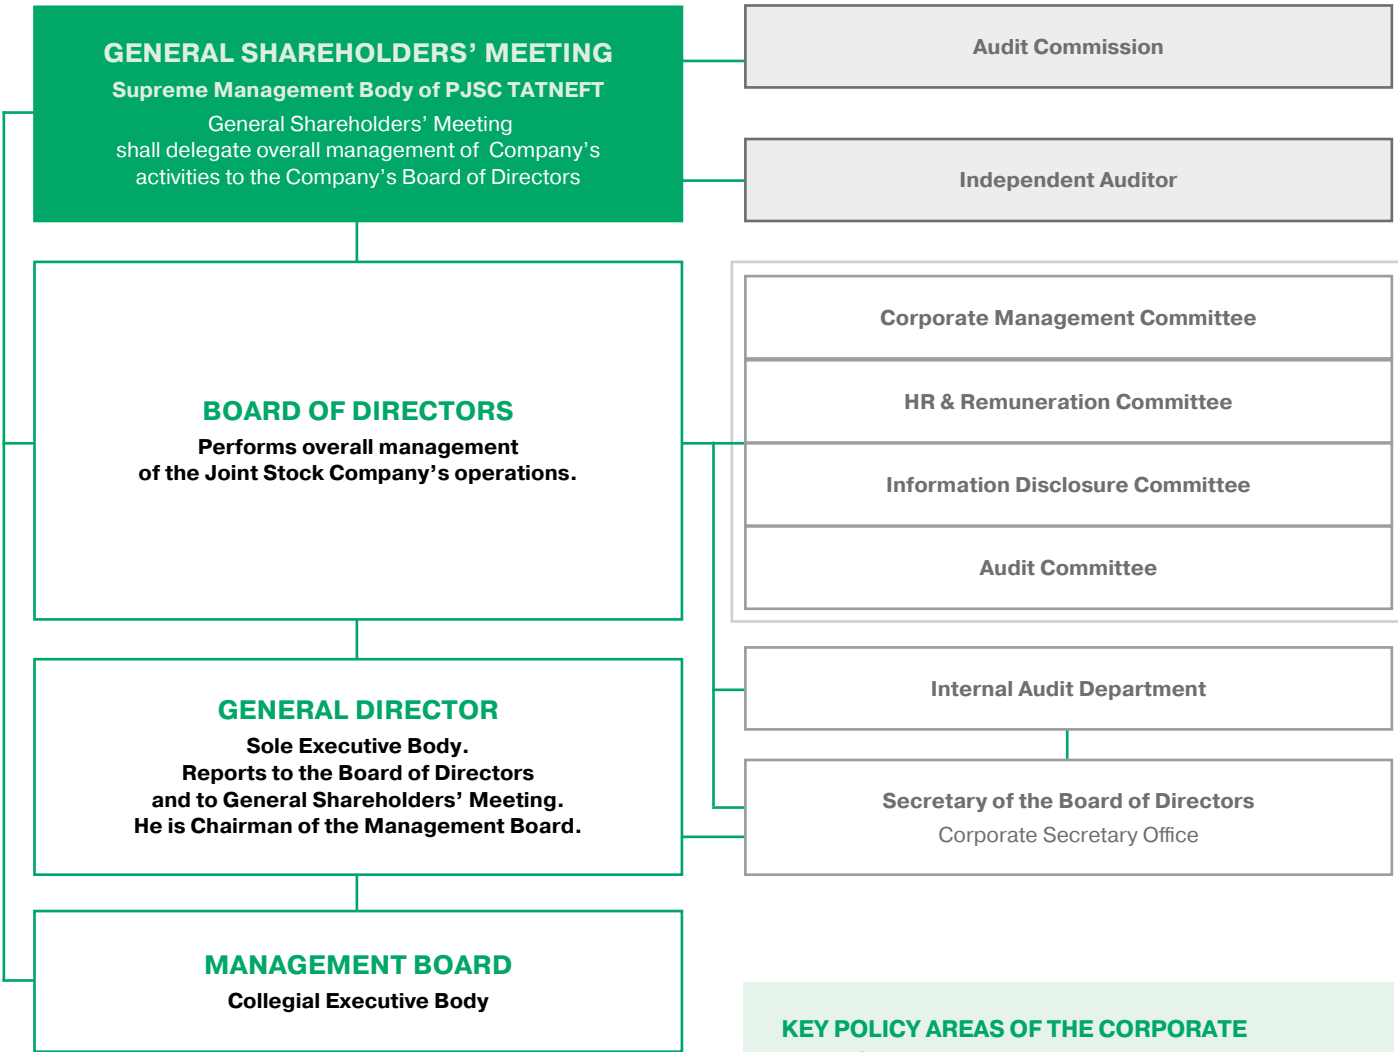 GENERAL SHAREHOLDERS’ MEETING
Supreme Management Body of PJSC TATNEFT
General Shareholders’ Meeting
shall delegate overall management of Company’s
activities to the Company’s Board of Directors
Audit Commission
Independent Auditor
BOARD OF DIRECTORS
Performs overall management
of the Joint Stock Company’s operations.
Corporate Management Committee
HR & Remuneration Committee
Information Disclosure Committee
Audit Committee
GENERAL DIRECTOR
Sole Executive Body.
Reports to the Board of Directors
and to General Shareholders’ Meeting.
He is Chairman of the Management Board.
Internal Audit Department
Secretary of the Board of Directors
Corporate Secretary Office
MANAGEMENT BOARD
Collegial Executive Body
KEY POLICY AREAS OF THE CORPORATE